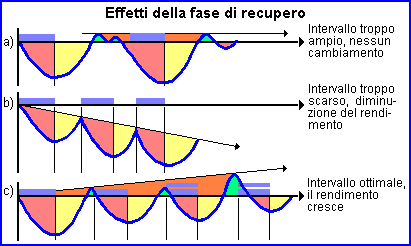 Effetti della fase di recupero
a)
Intervallo troppo
ampio, nessun
cambiamento
b)
Intervallo troppo
scarso, diminu-
zione del rendi-
mento
c)
Intervallo ottimale,
il rendimento
cresce